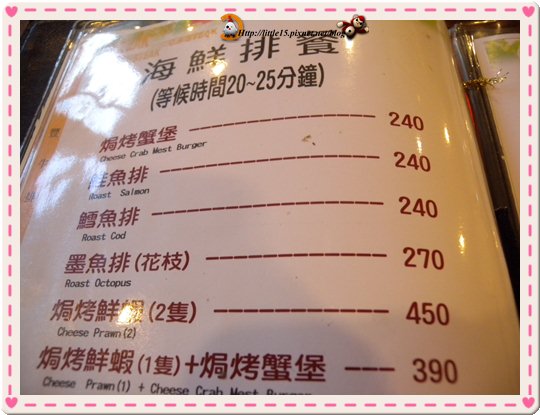 Http://little15.pixnet.net/blog
海鮮排餐
(等候時間20~25分鐘)
焗烤蟹堡 240
Cheese Crab Mest Burger
鮭魚排 240
Roast Salmon
鱈魚排 240
Roast Cod
墨魚排(花枝) 270
Roast Octopus
焗烤鮮蝦(2隻) 450
Cheese Prawn(2)
焗烤鮮蝦(1隻)+焗烤蟹堡 390
Cheese Prawn(1) + Cheese Crab Mest Burger